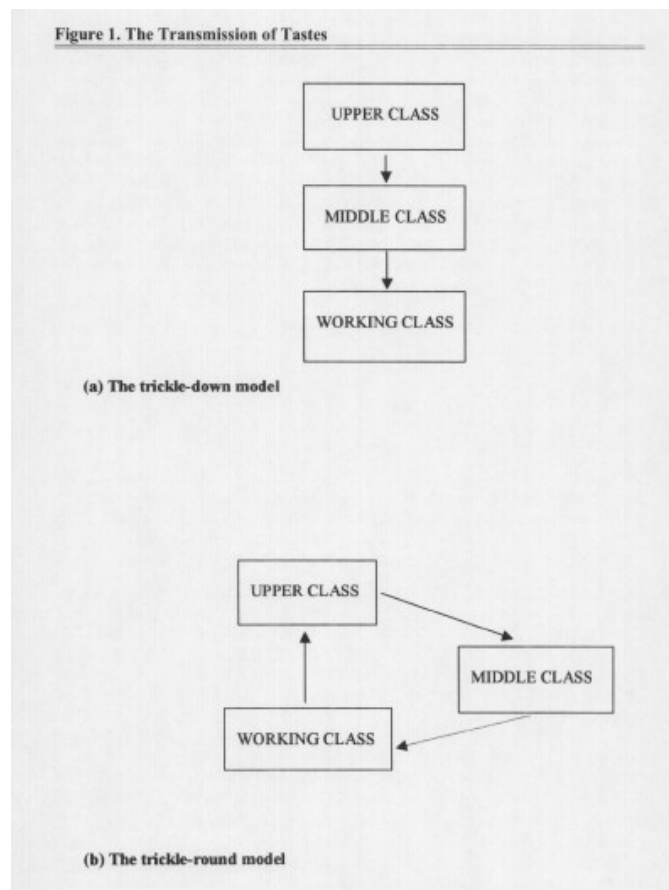 Figure 1. The Transmission of Tastes
UPPER CLASS
MIDDLE CLASS
WORKING CLASS
(a) The trickle-down model
UPPER CLASS
MIDDLE CLASS
WORKING CLASS
(b) The trickle-round model